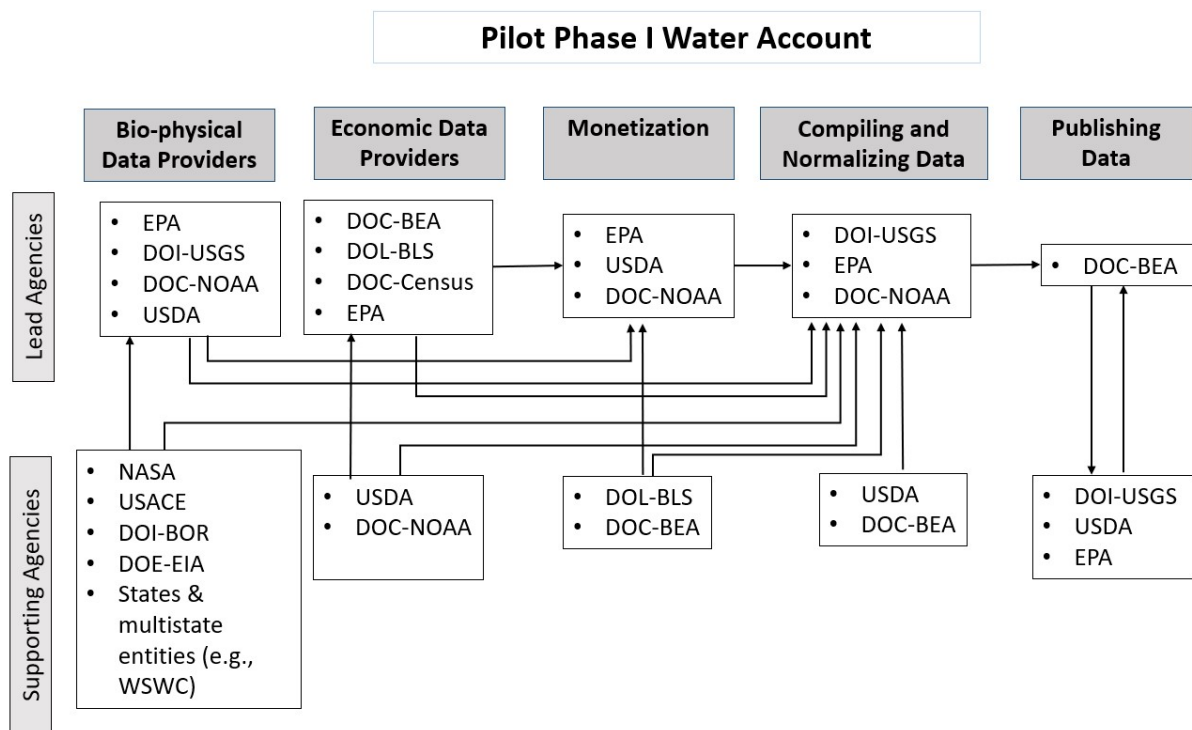 Pilot Phase I Water Account
Bio-physical
Data Providers
Economic Data
Providers
Monetization
Compiling and
Normalizing Data
Publishing
Data
Lead Agencies
• EPA
• DOI-USGS
• DOC-NOAA
• USDA
• DOC-BEA
• DOL-BLS
• DOC-Census
• EPA
• EPA
• USDA
• DOC-NOAA
• DOI-USGS
• EPA
• DOC-NOAA
• DOC-BEA
Supporting Agencies
• NASA
• USACE
• DOI-BOR
• DOE-EIA
• States &
multistate
entities (e.g.,
WSWC)
• USDA
• DOC-NOAA
• DOL-BLS
• DOC-BEA
• USDA
• DOC-BEA
• DOI-USGS
• USDA
• EPA